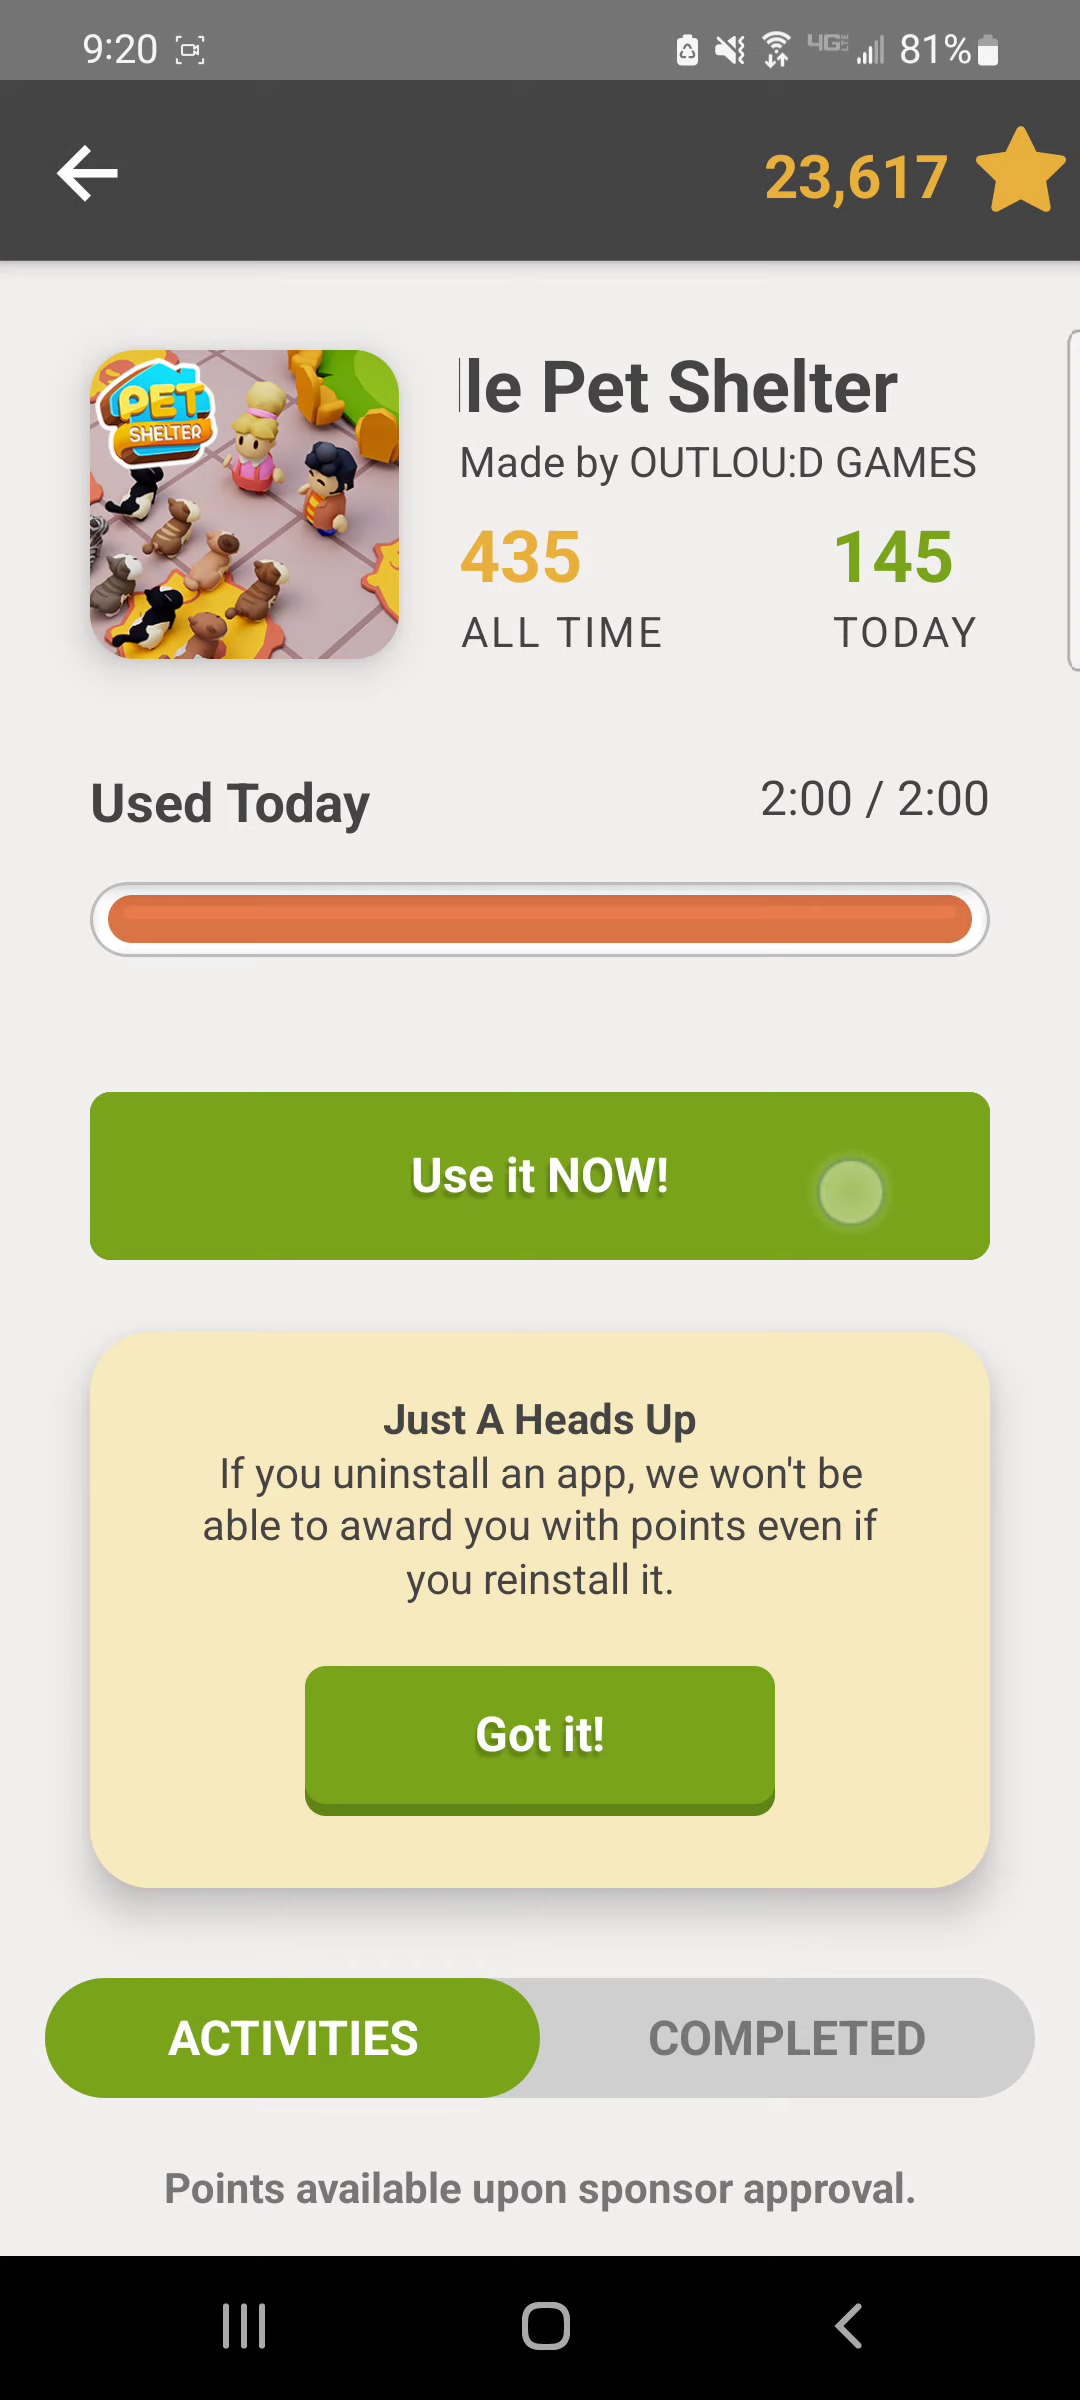 9:20
4G
81%
23,617
PET
SHELTER
le Pet Shelter
Made by OUTLOU:D GAMES
435
145
ALL TIME
TODAY
Used Today
2:00 / 2:00
Use it NOW!
Just A Heads Up
If you uninstall an app, we won't be
able to award you with points even if
you reinstall it.
Got it!
ACTIVITIES
COMPLETED
Points available upon sponsor approval.